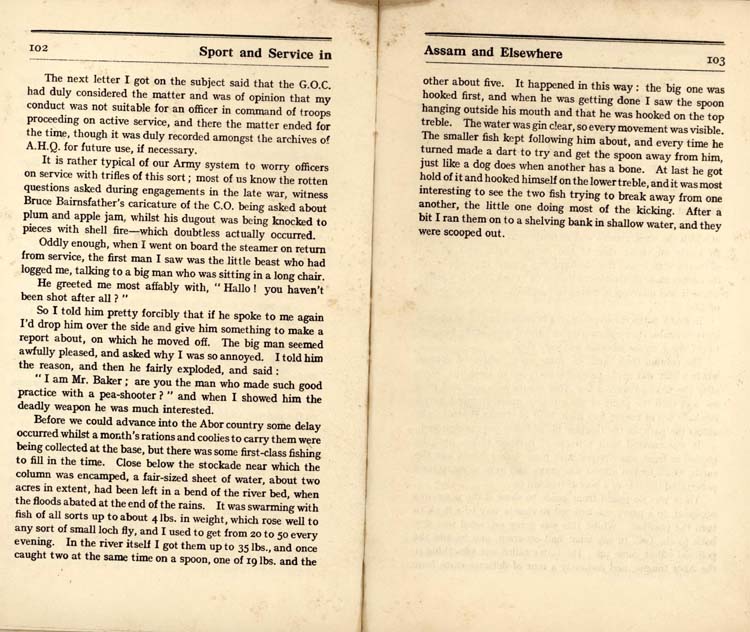 102
Sport and Service in
The next letter I got on the subject said that the G.O.C.
had duly considered the matter and was of opinion that my
conduct was not suitable for an officer in command of troops
proceeding on active service, and there the matter ended for
the time, though it was duly recorded amongst the archives of
A.H.Q. for future use, if necessary.
It is rather typical of our Army system to worry officers
on service with trifles of this sort; most of us know the rotten
questions asked during engagements in the late war, witness
Bruce Bairnsfather's caricature of the C.O. being asked about
plum and apple jam, whilst his dugout was being knocked to
pieces with shell fire—which doubtless actually occurred.
Oddly enough, when I went on board the steamer on return
from service, the first man I saw was the little beast who had
logged me, talking to a big man who was sitting in a long chair.
He greeted me most affably with, "Hallo! you haven't
been shot after all?"
So I told him pretty forcibly that if he spoke to me again
I'd drop him over the side and give him something to make a
report about, on which he moved off. The big man seemed
awfully pleased, and asked why I was so annoyed. I told him
the reason, and then he fairly exploded, and said:
"I am Mr. Baker; are you the man who made such good
practice with a pea-shooter?" and when I showed him the
deadly weapon he was much interested.
Before we could advance into the Abor country some delay
occurred whilst a month's rations and coolies to carry them were
being collected at the base, but there was some first-class fishing
to fill in the time. Close below the stockade near which the
column was encamped, a fair-sized sheet of water, about two
acres in extent, had been left in a bend of the river bed, when
the floods abated at the end of the rains. It was swarming with
fish of all sorts up to about 4 lbs. in weight, which rose well to
any sort of small loch fly, and I used to get from 20 to 50 every
evening. In the river itself I got them up to 35 lbs., and once
caught two at the same time on a spoon, one of 19 lbs. and the
Assam and Elsewhere
103
other about five. It happened in this way: the big one was
hooked first, and when he was getting done I saw the spoon
hanging outside his mouth and that he was hooked on the top
treble. The water was gin clear, so every movement was visible.
The smaller fish kept following him about, and every time he
turned made a dart to try and get the spoon away from him,
just like a dog does when another has a bone. At last he got
hold of it and hooked himself on the lower treble, and it was most
interesting to see the two fish trying to break away from one
another, the little one doing most of the kicking. After a
bit I ran them on to a shelving bank in shallow water, and they
were scooped out.